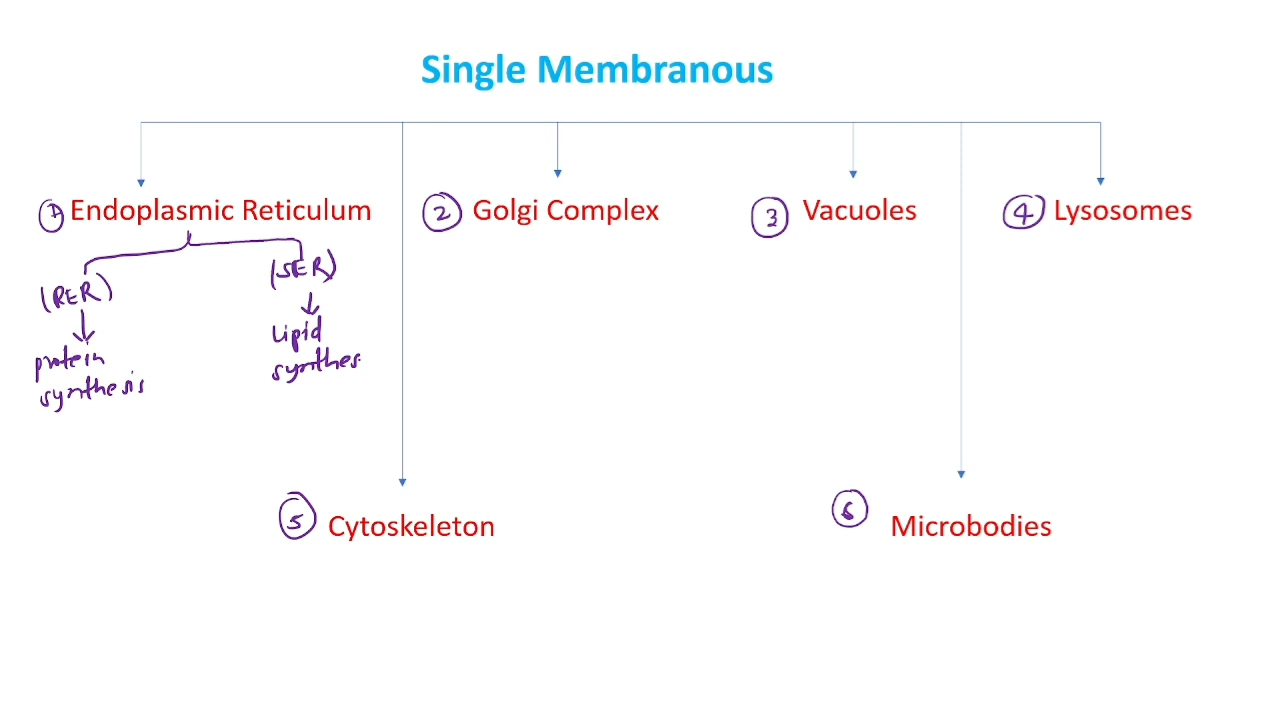 Single Membranous
1 Endoplasmic Reticulum
2 Golgi Complex
3 Vacuoles
4 Lysosomes
(RER)
(SER)
protein
synthesis
Lipid
synthes
5 Cytoskeleton
6 Microbodies